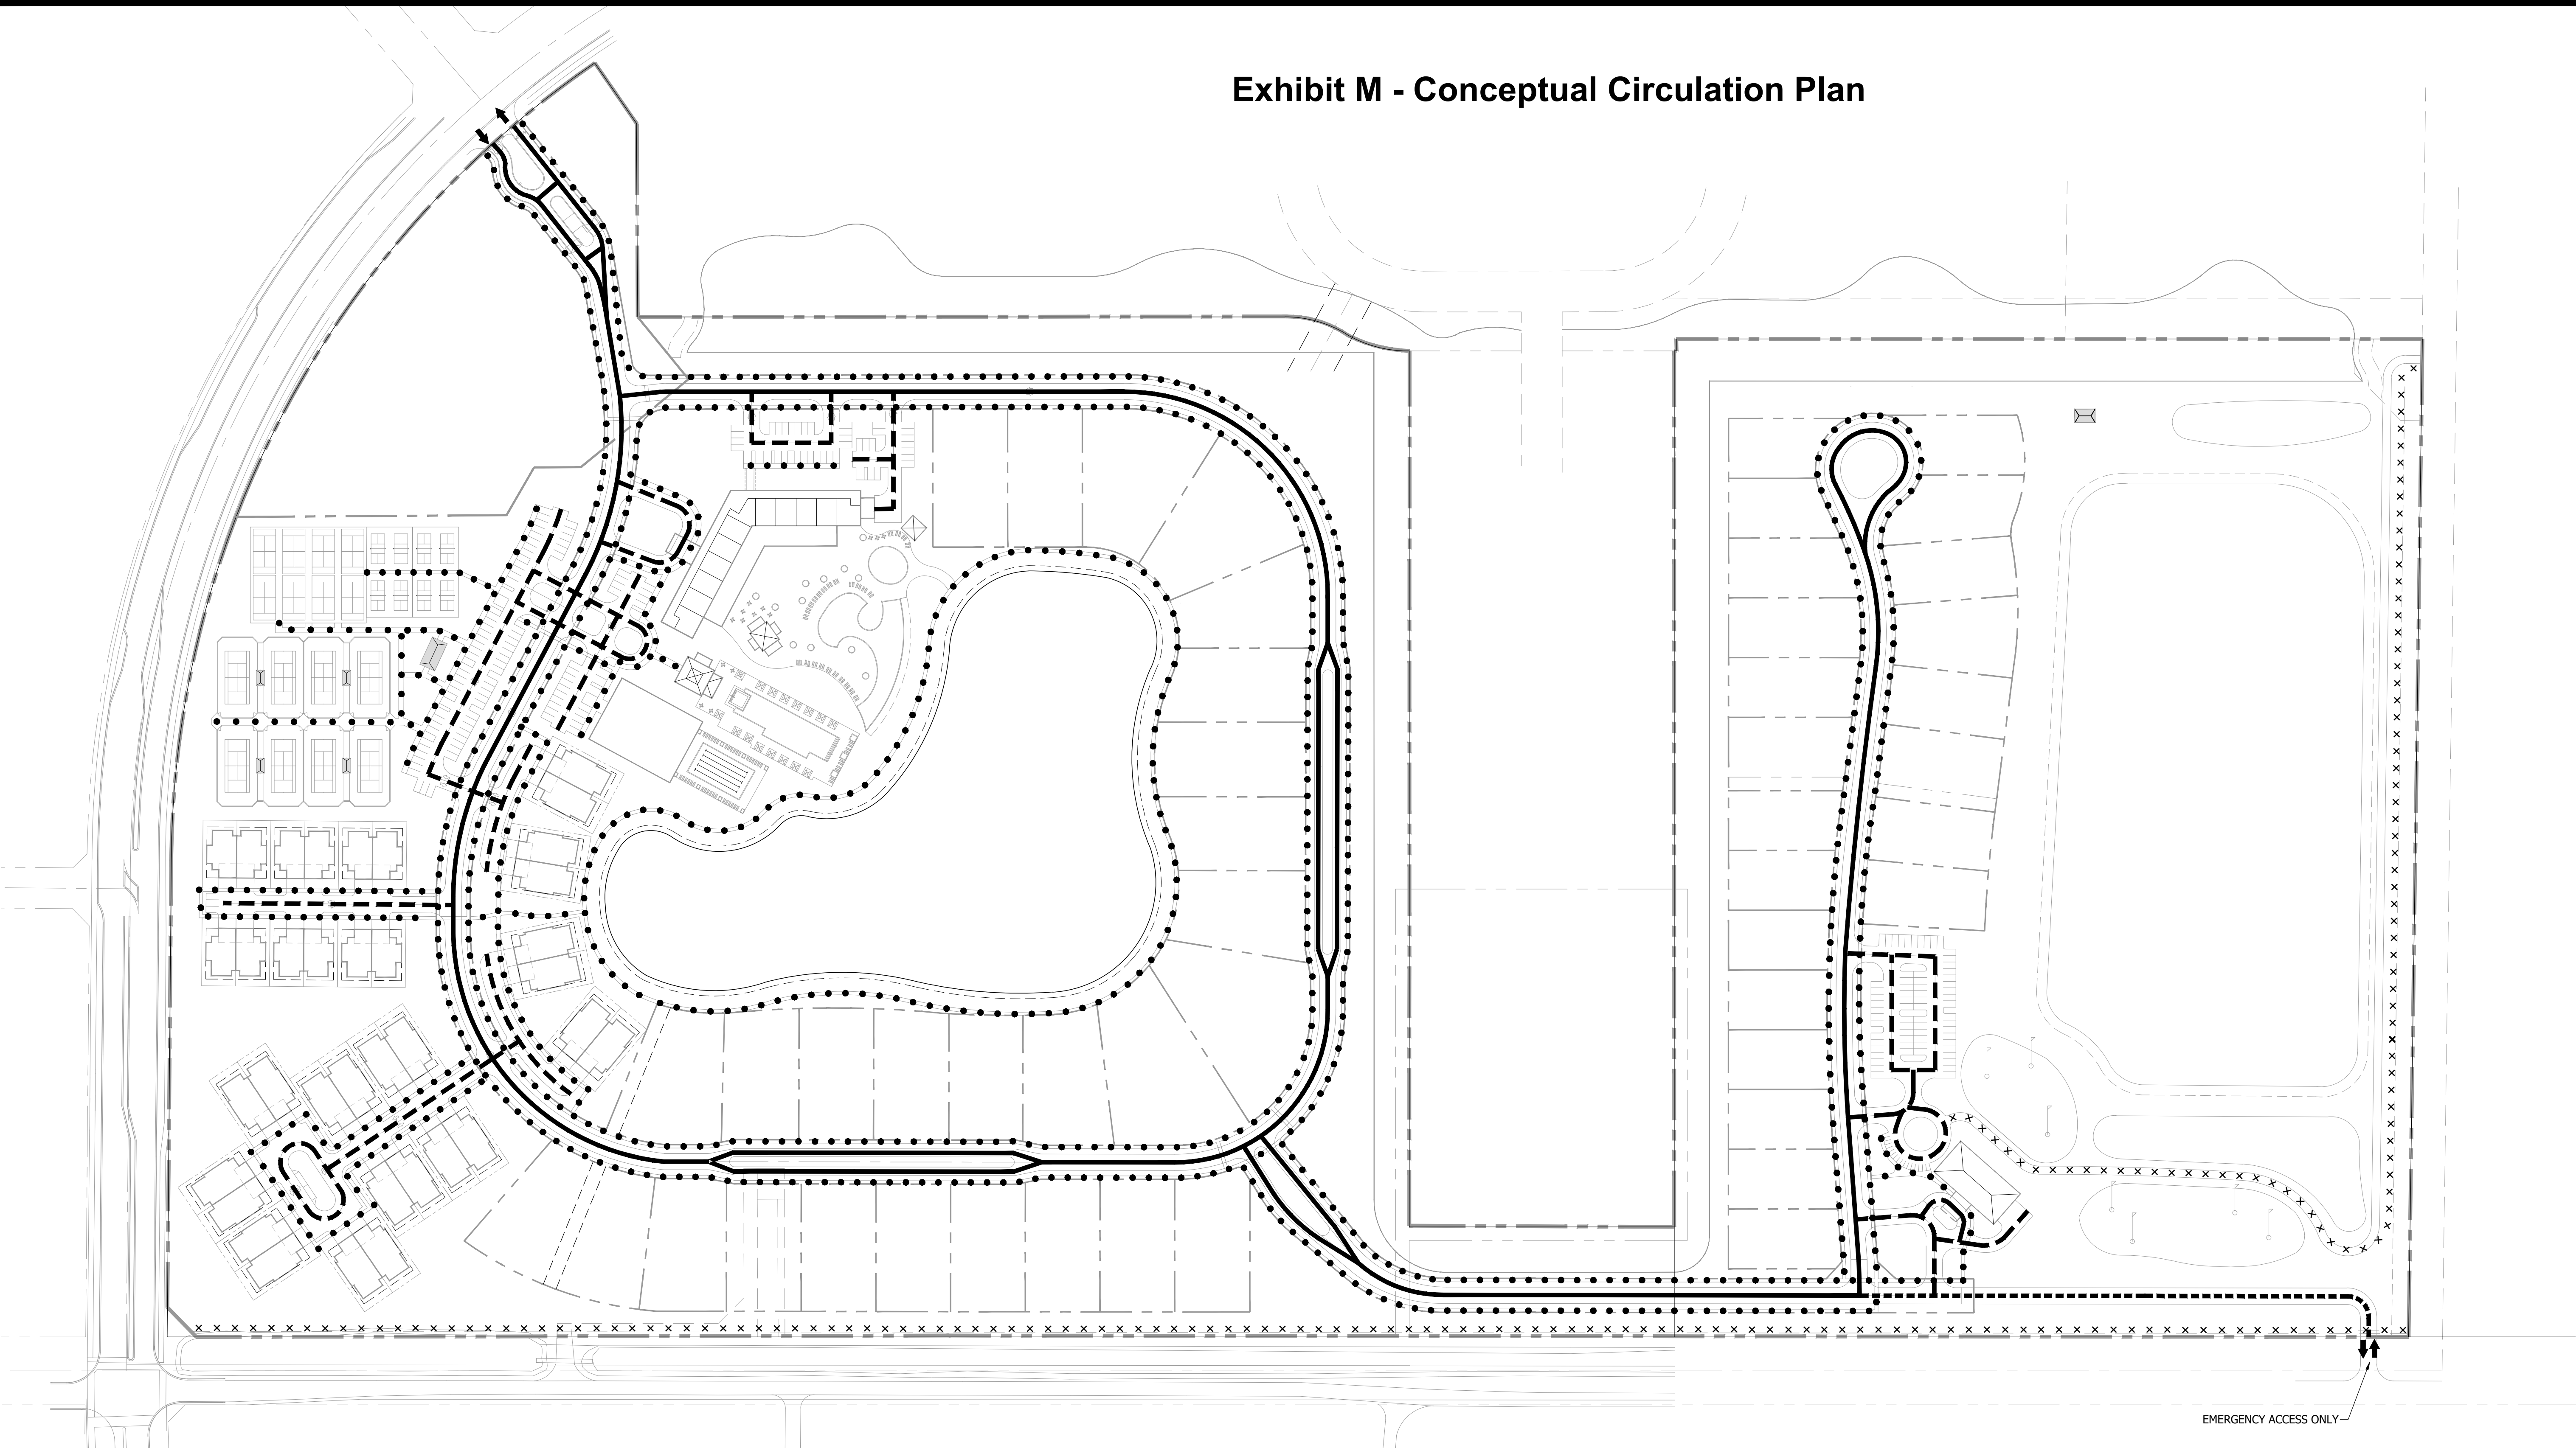 Exhibit M - Conceptual Circulation Plan
EMERGENCY ACCESS ONLY